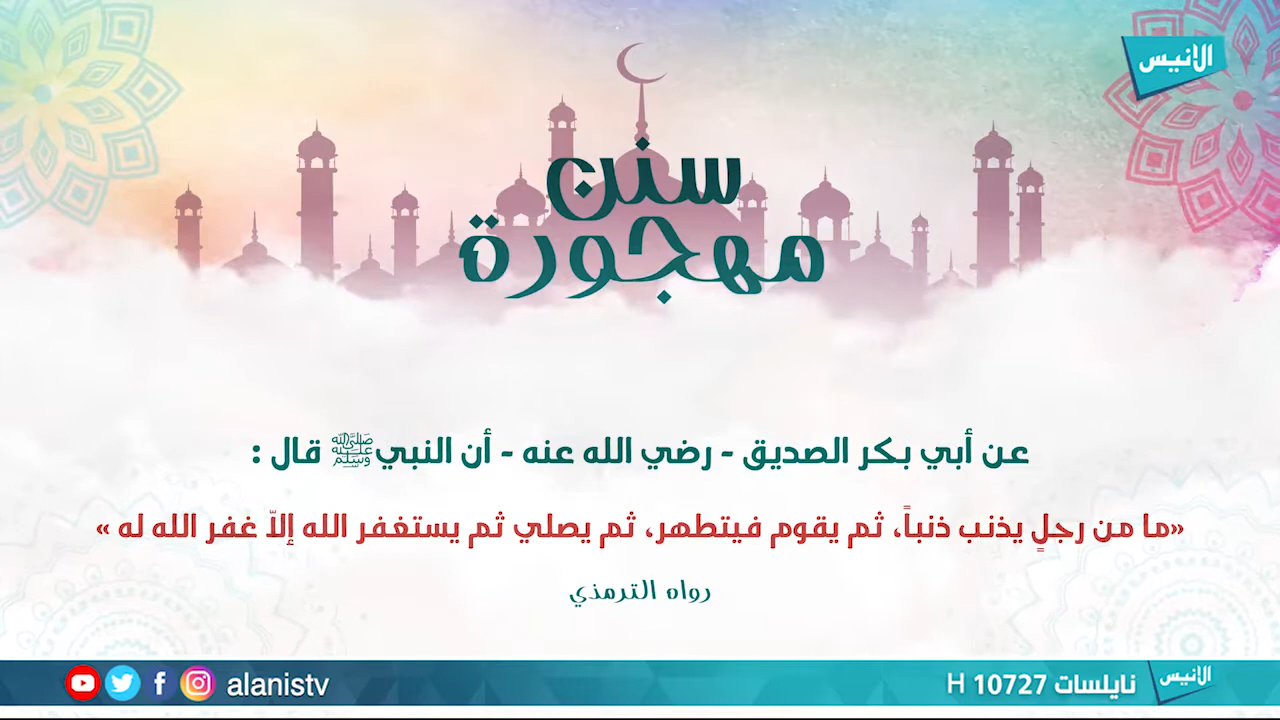 الانيس
سنن
مهجورة
عن أبي بكر الصديق - رضي الله عنه - أن النبي ﷺ قال :
«ما من رجلٍ يذنب ذنباً، ثم يقوم فيتطهر، ثم يصلي ثم يستغفر الله إلاّ غفر الله له »
رواه الترمذي
الانيس
نايلسات 10727 H
alanistv